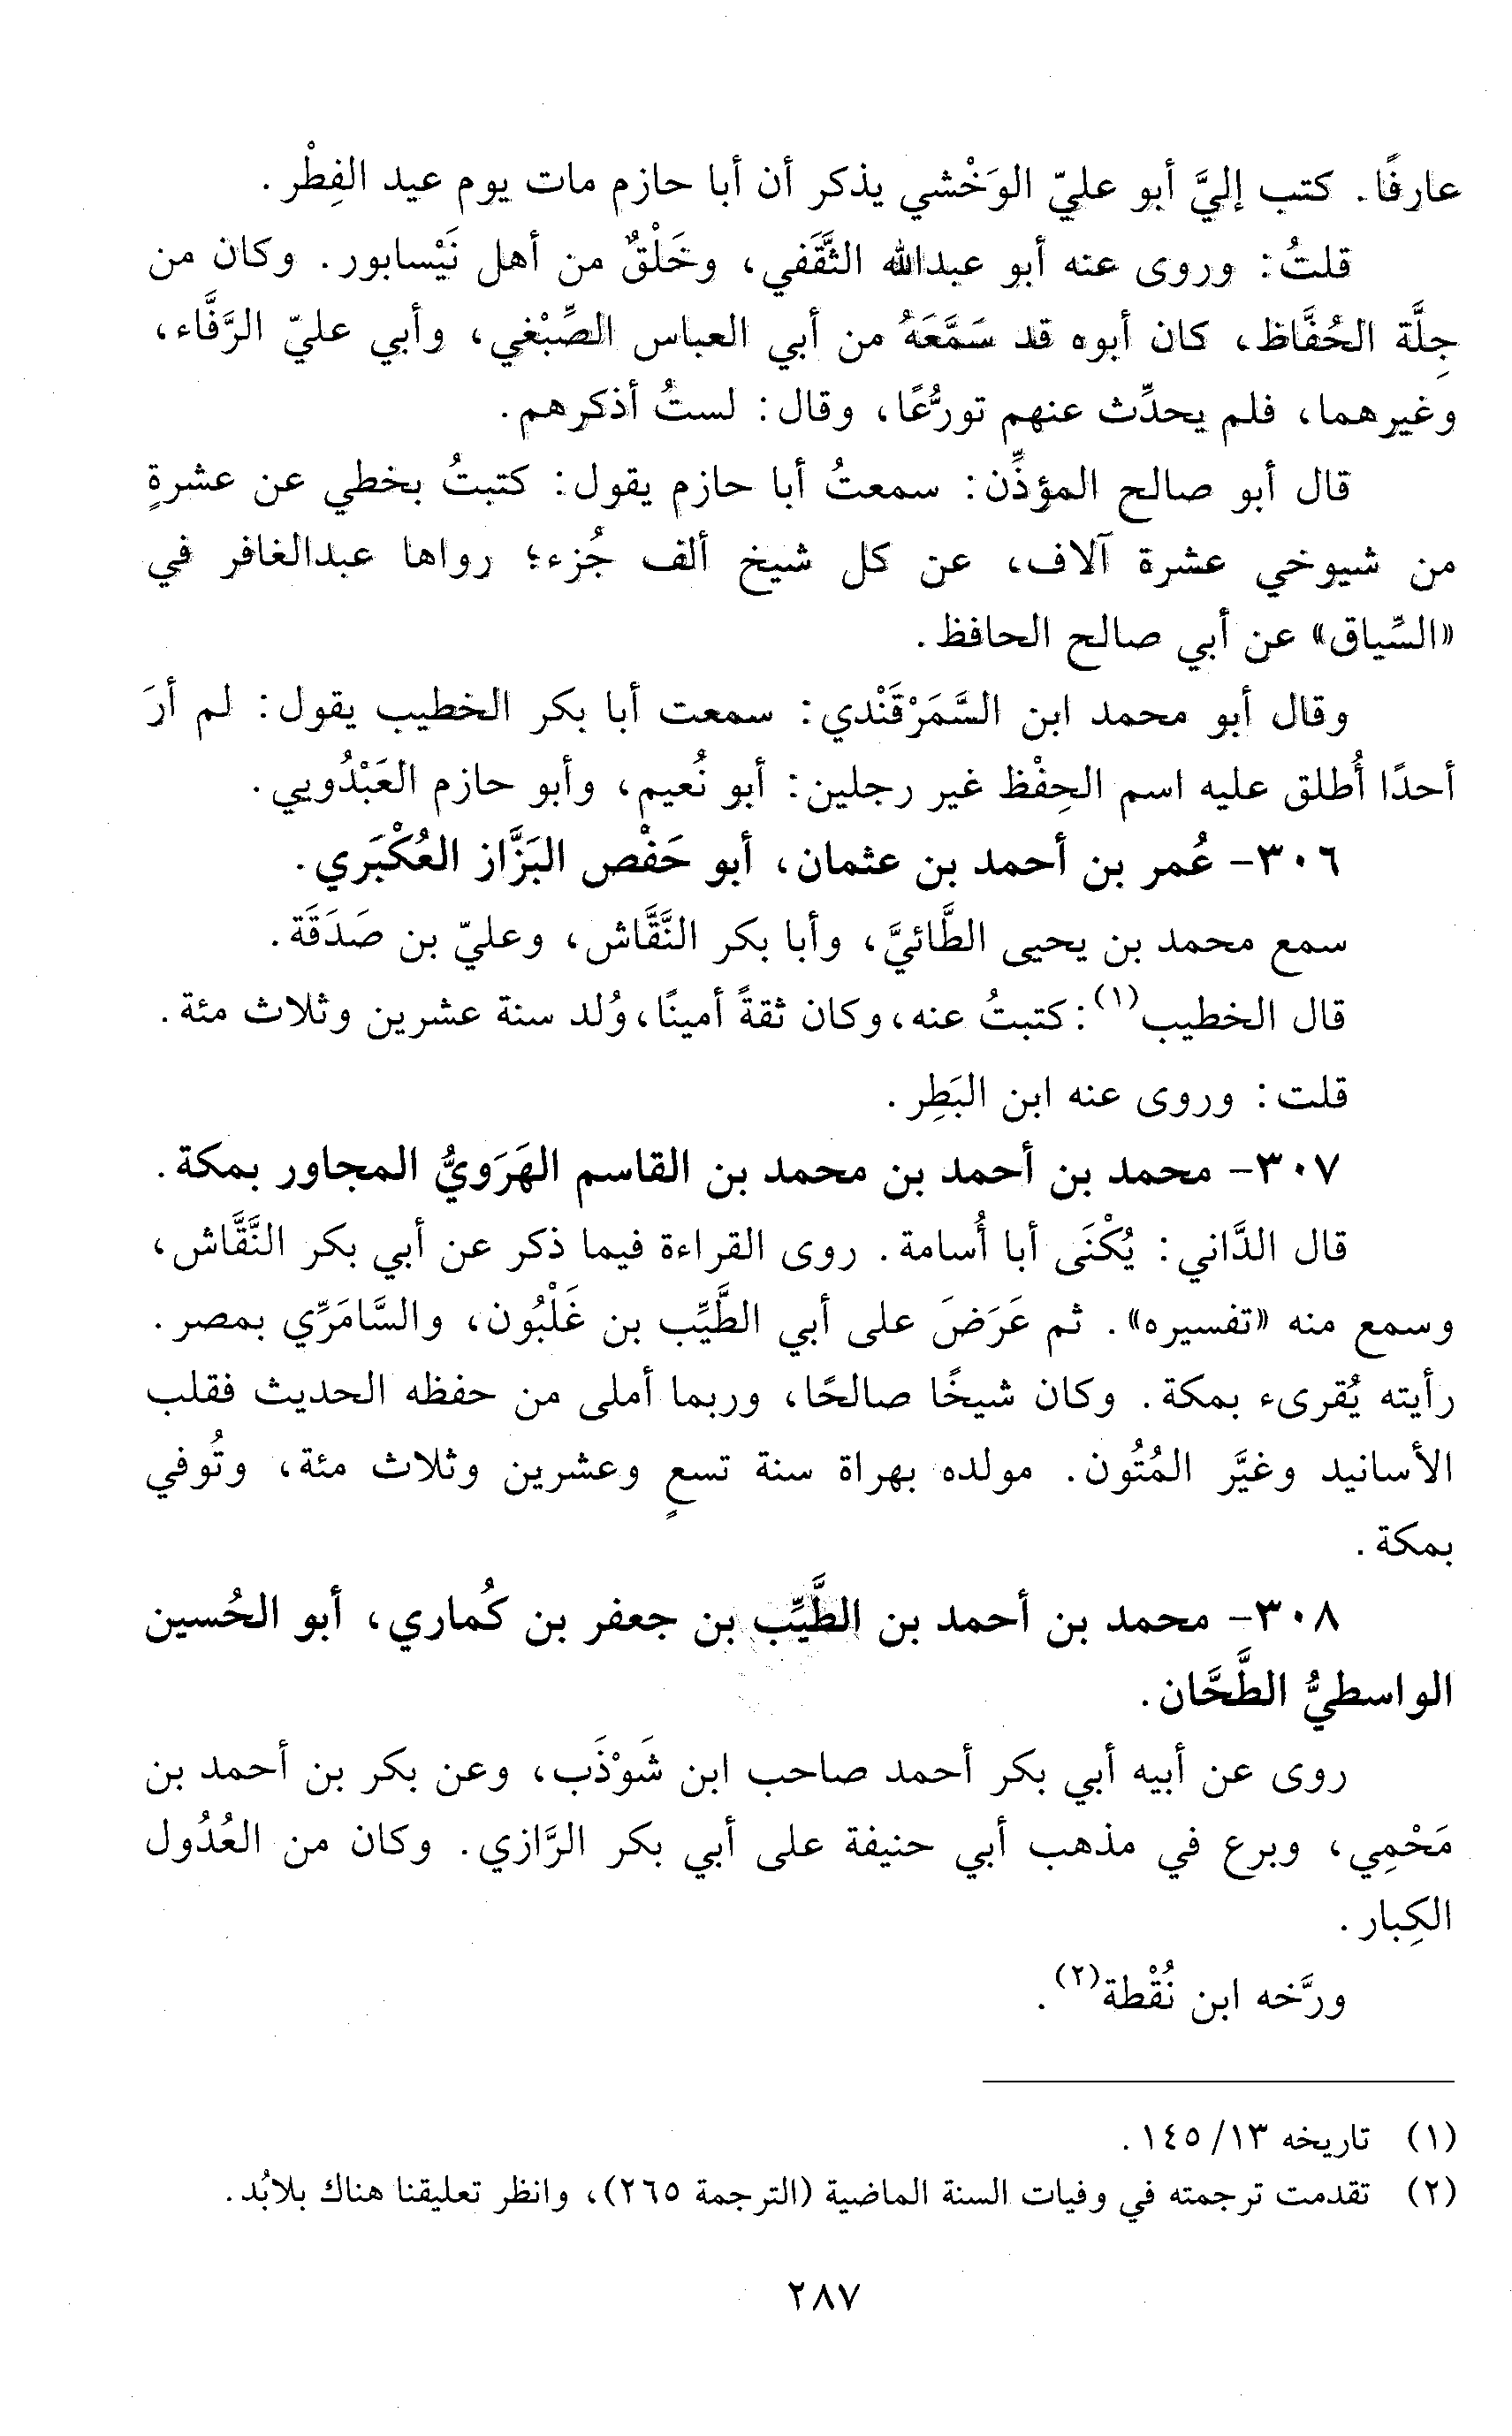 عارفًا. كتب إليَّ أبو عليّ الوَخْشي يذكر أن أبا حازم مات يوم عيد الفِطْر.
قلتُ: وروى عنه أبو عبدالله الثَّقَفي، وخَلْقٌ من أهل نَيْسابور. وكان من
جِلَّة الحُفَّاظ، كان أبوه قد سَمَّعَهُ من أبي العباس الصِّبْغي، وأبي عليّ الرَّفَّاء،
وغيرهما، فلم يحدِّث عنهم تورُّعًا، وقال: لستُ أذكرهم.
قال أبو صالح المؤذِّن: سمعتُ أبا حازم يقول: كتبتُ بخطي عن عشرةٍ
من شيوخي عشرة آلاف، عن كل شيخ ألف جُزء؛ رواها عبدالغافر في
«السِّياق» عن أبي صالح الحافظ.
وقال أبو محمد ابن السَّمَرْقَنْدي: سمعت أبا بكر الخطيب يقول: لم أرَ
أحدًا أُطلق عليه اسم الحِفْظ غير رجلين: أبو نُعيم، وأبو حازم العَبْدُويي.
٣٠٦- عُمر بن أحمد بن عثمان، أبو حَفْص البَزَّاز العُكْبَري.
سمع محمد بن يحيى الطَّائيَّ، وأبا بكر النَّقَّاش، وعليّ بن صَدَقَة.
قال الخطيب(١): كتبتُ عنه، وكان ثقةً أمينًا، وُلد سنة عشرين وثلاث مئة.
قلت: وروى عنه ابن البَطِر.
٣٠٧- محمد بن أحمد بن محمد بن القاسم الهَرَويُّ المجاور بمكة.
قال الدَّاني: يُكْنَى أبا أُسامة. روى القراءة فيما ذكر عن أبي بكر النَّقَّاش،
وسمع منه «تفسيره». ثم عَرَضَ على أبي الطَّيِّب بن غَلْبُون، والسَّامَرِّي بمصر.
رأيته يُقرىء بمكة. وكان شيخًا صالحًا، وربما أملى من حفظه الحديث فقلب
الأسانيد وغيَّر المُتُون. مولده بهراة سنة تسعٍ وعشرين وثلاث مئة، وتُوفي
بمكة.
٣٠٨- محمد بن أحمد بن الطَّيِّب بن جعفر بن كُماري، أبو الحُسين
الواسطيُّ الطَّحَّان.
روى عن أبيه أبي بكر أحمد صاحب ابن شَوْذَب، وعن بكر بن أحمد بن
مَحْمِي، وبرع في مذهب أبي حنيفة على أبي بكر الرَّازي. وكان من العُدُول
الكِبار.
ورَّخه ابن نُقْطة(٢).
(١) تاريخه ١٣/ ١٤٥.
(٢) تقدمت ترجمته في وفيات السنة الماضية (الترجمة ٢٦٥)، وانظر تعليقنا هناك بلابُد.
٢٨٧